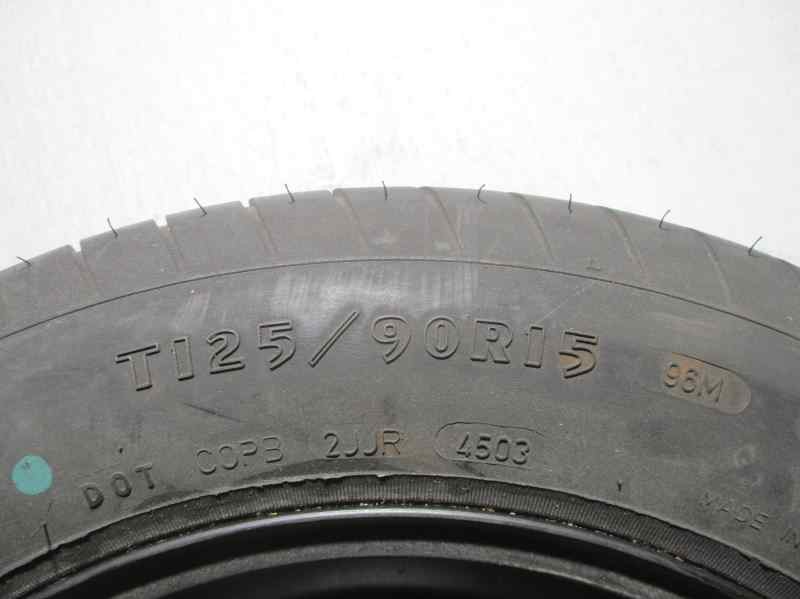 T125/90R15 96M
DOT COPB 2JJR 4503 MADE IN